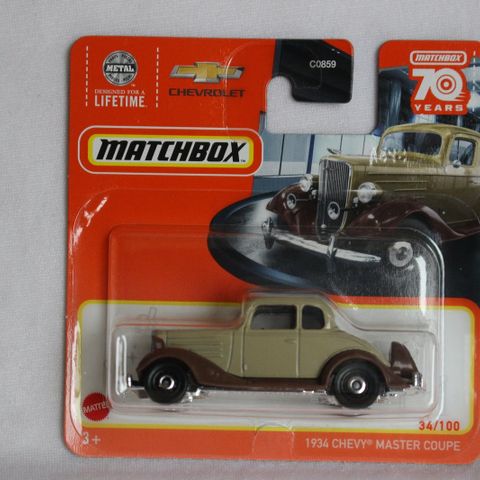 METAL
DESIGNED FOR A
LIFETIME.
CHEVROLET
C0859
MATCHBOX
70
YEARS
MATCHBOX
MATTEL
3+
34/100
1934 CHEVY® MASTER COUPE